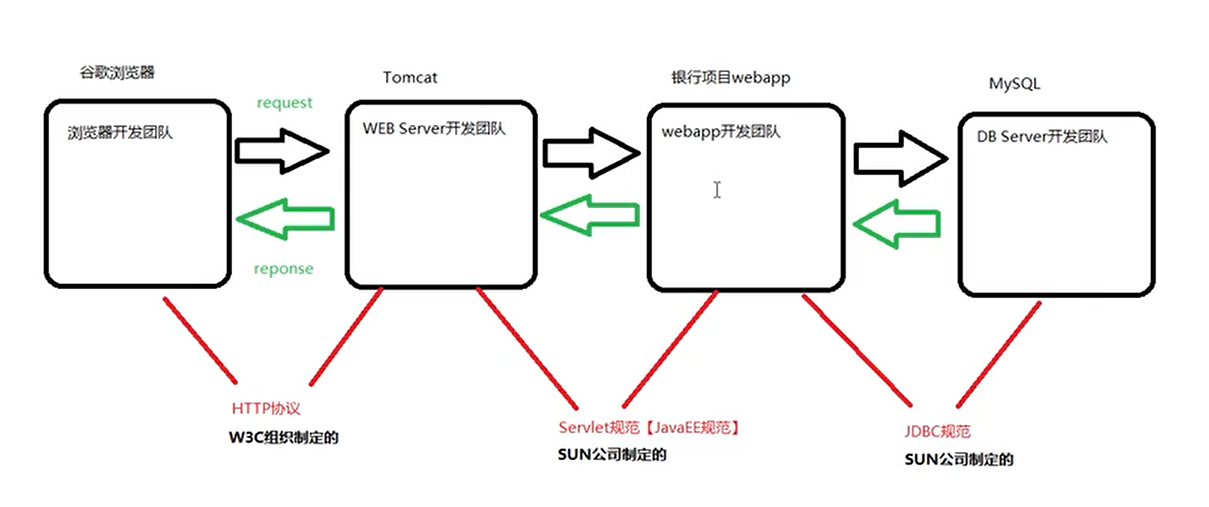 谷歌浏览器
Tomcat
银行项目webapp
MySQL
request
浏览器开发团队
WEB Server开发团队
webapp开发团队
DB Server开发团队
reponse
HTTP协议
W3C组织制定的
Servlet规范【JavaEE规范】
SUN公司制定的
JDBC规范
SUN公司制定的